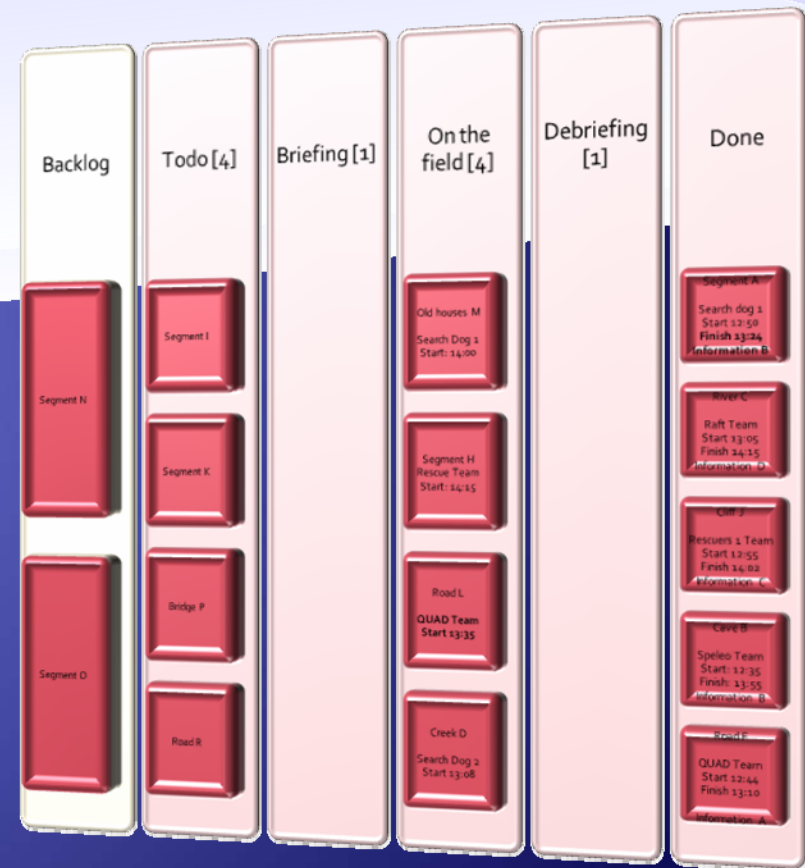 Backlog
Segment N
Segment O
Todo [4]
Segment I
Segment K
Bridge P
Road R
Briefing [1]
On the
field [4]
Old houses M
Search Dog 1
Start: 14:00
Segment H
Rescue Team
Start: 14:15
Road L
QUAD Team
Start 13:35
Creek D
Search Dog 2
Start 13:08
Debriefing
[1]
Done
Segment A
Search dog 1
Start 12:50
Finish 13:24
Information B
River C
Raft Team
Start 13:05
Finish 14:15
Information D
Cliff J
Rescuers 1 Team
Start 12:55
Finish 14:02
Information C
Cave B
Speleo Team
Start: 12:35
Finish: 13:55
Information B
Road E
QUAD Team
Start 12:44
Finish 13:10
Information A